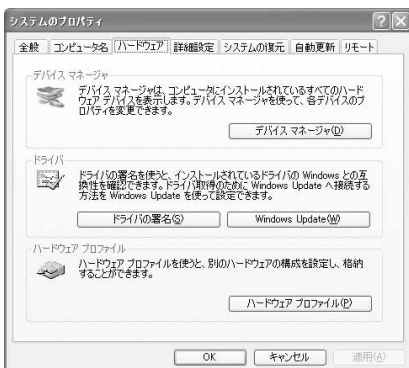 システムのプロパティ
全般 コンピュータ名 ハードウェア 詳細設定 システムの復元 自動更新 リモート
デバイス マネージャ
デバイス マネージャは、コンピュータにインストールされているすべてのハード
ウェア デバイスを表示します。デバイス マネージャを使って、各デバイスのプ
ロパティを変更できます。
デバイス マネージャ(D)
ドライバ
ドライバの署名を使うと、インストールされているドライバの Windows との互
換性を確認できます。ドライバ取得のために Windows Update へ接続する
方法を Windows Update を使って設定できます。
ドライバの署名(S) Windows Update(W)
ハードウェア プロファイル
ハードウェア プロファイルを使うと、別のハードウェアの構成を設定し、格納
することができます。
ハードウェア プロファイル(P)
OK キャンセル 適用(A)